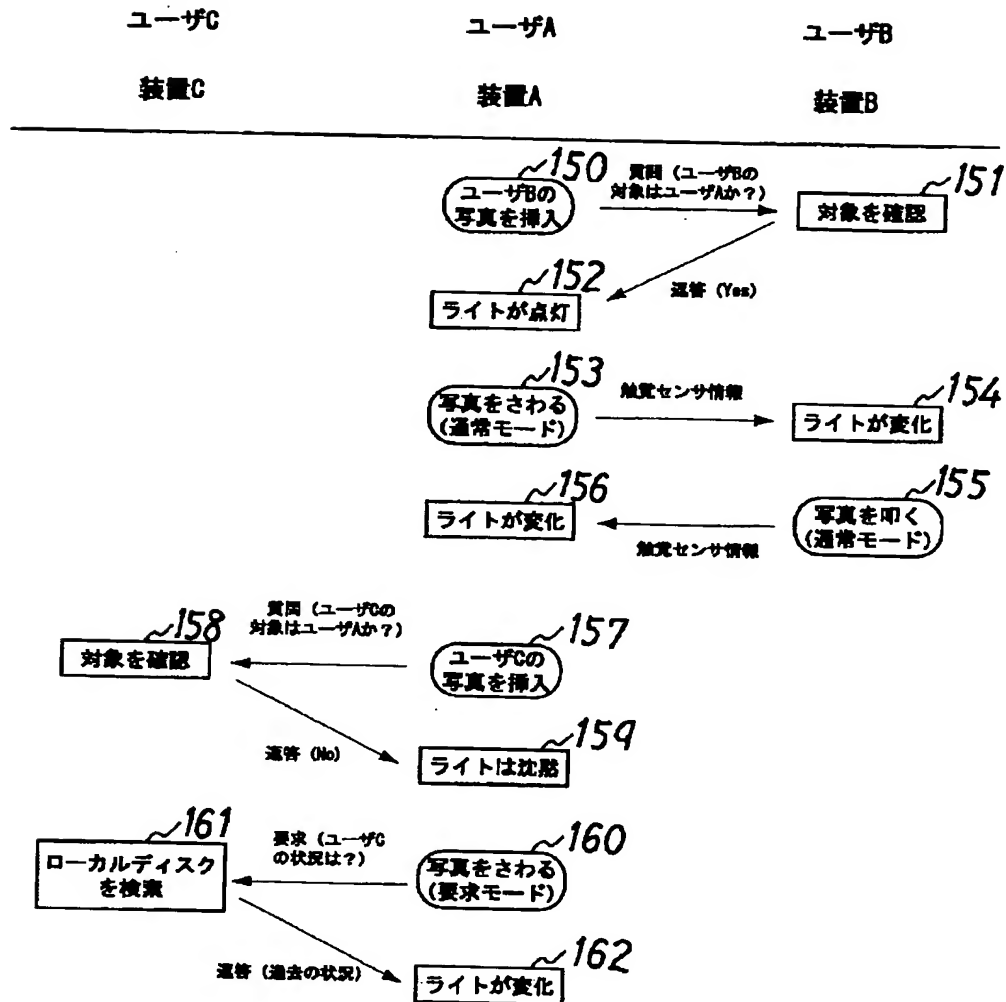 ユーザC
ユーザA
ユーザB
装置C
装置A
装置B
150
ユーザBの
写真を挿入
質問（ユーザBの
対象はユーザAか？）
151
対象を確認
152
ライトが点灯
返答（Yes）
153
写真をさわる
(通常モード)
触覚センサ情報
154
ライトが変化
156
ライトが変化
155
写真を叩く
(通常モード)
触覚センサ情報
158
対象を確認
質問（ユーザCの
対象はユーザAか？）
157
ユーザCの
写真を挿入
返答（No）
159
ライトは沈黙
161
ローカルディスク
を検索
要求（ユーザC
の状況は？）
160
写真をさわる
(要求モード)
返答（過去の状況）
162
ライトが変化